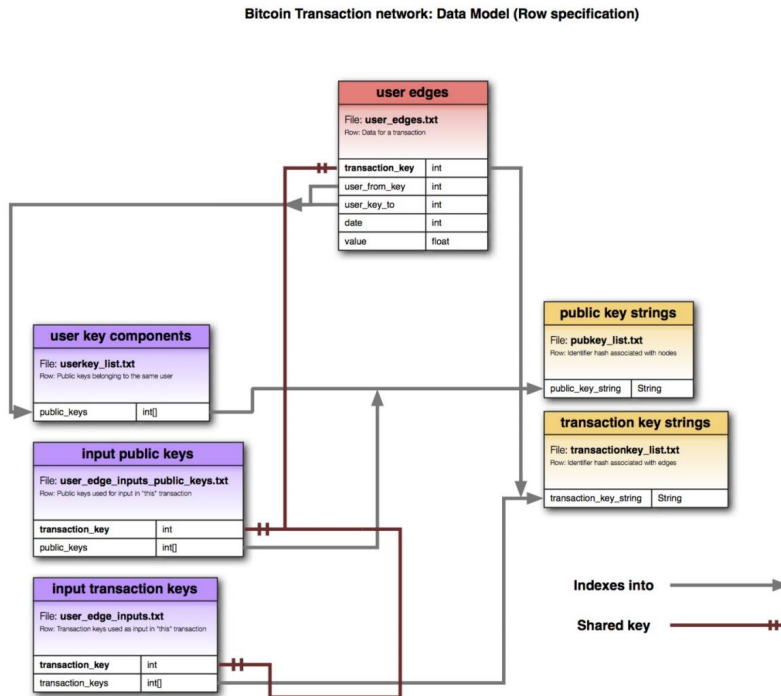 Bitcoin Transaction network: Data Model (Row specification)
user edges
File: user_edges.txt
Row: Data for a transaction
transaction_key int
user_from_key int
user_key_to int
date int
value float
user key components
File: userkey_list.txt
Row: Public keys belonging to the same user
public_keys int[]
public key strings
File: pubkey_list.txt
Row: Identifier hash associated with nodes
public_key_string String
transaction key strings
File: transactionkey_list.txt
Row: Identifier hash associated with edges
transaction_key_string String
input public keys
File: user_edge_inputs_public_keys.txt
Row: Public keys used for input in "this" transaction
transaction_key int
public_keys int[]
input transaction keys
File: user_edge_inputs.txt
Row: Transaction keys used as input in "this" transaction
transaction_key int
transaction_keys int[]
Indexes into
Shared key